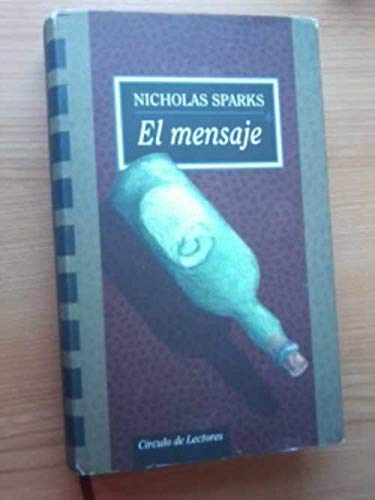 NICHOLAS SPARKS
El mensaje
Círculo de Lectores